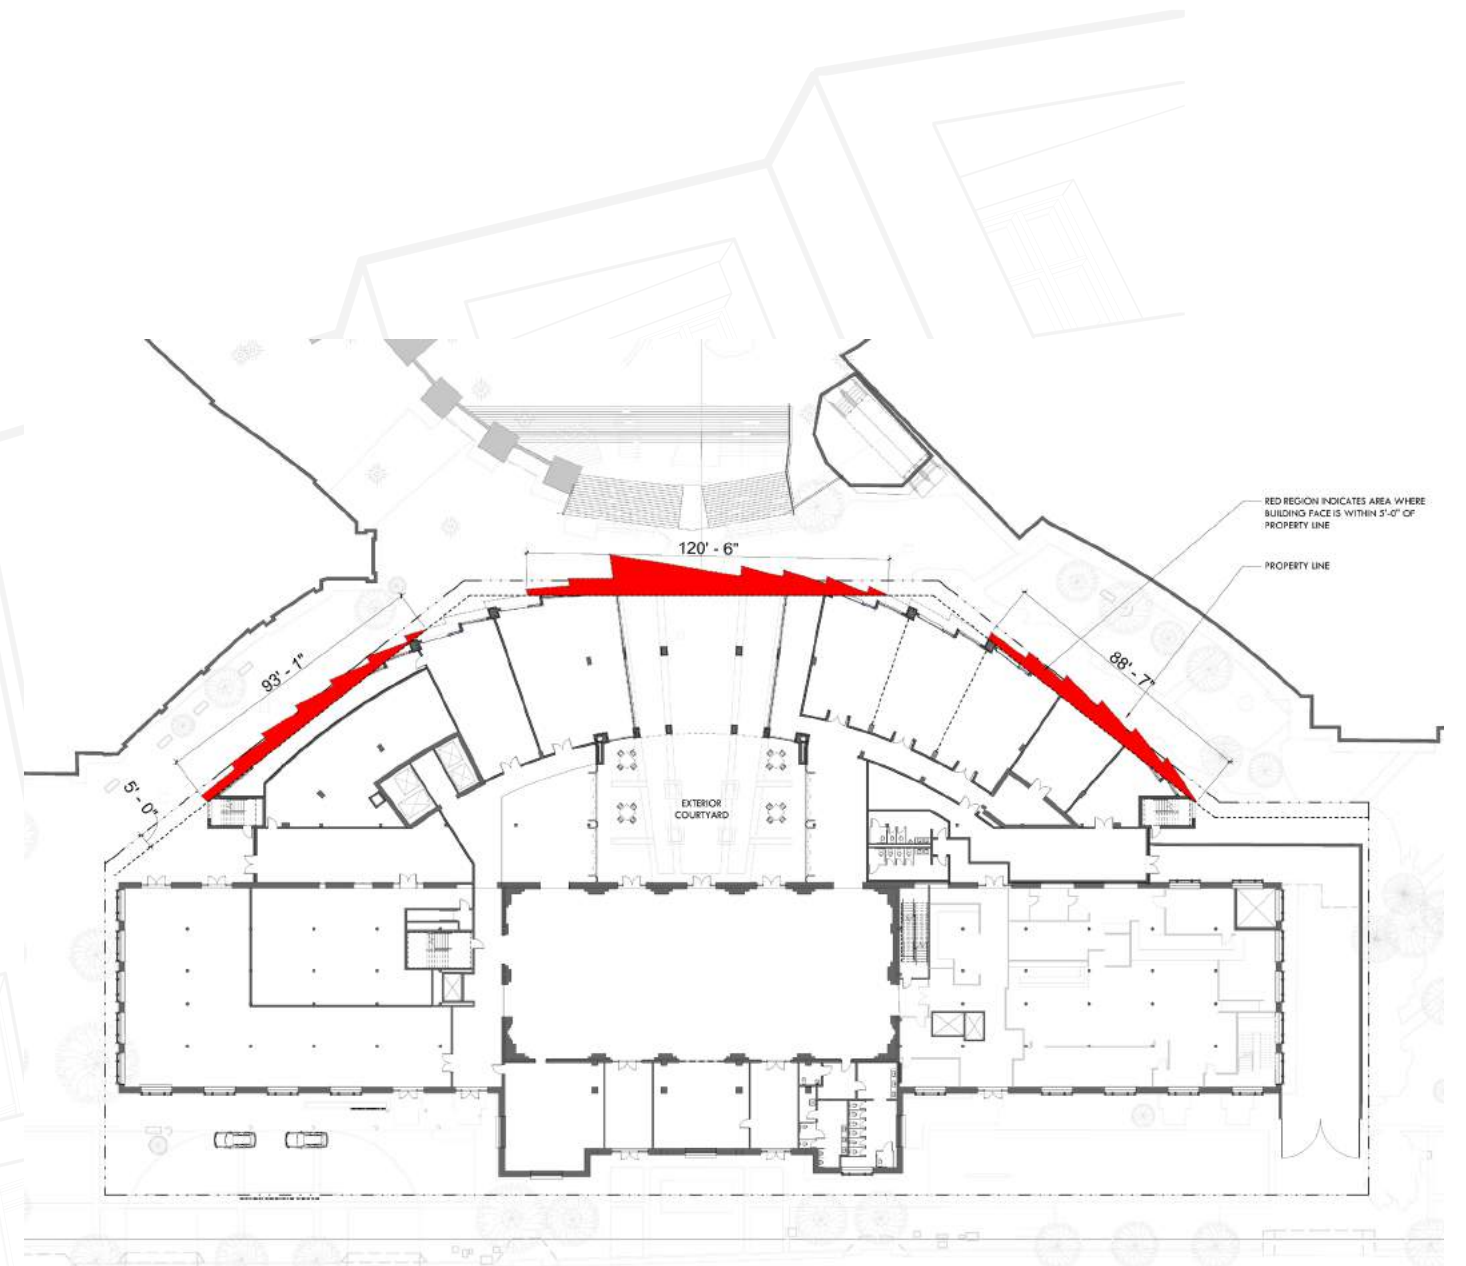 RED REGION INDICATES AREA WHERE
BUILDING FACE IS WITHIN 5'-0" OF
PROPERTY LINE
120' - 6"
PROPERTY LINE
93' - 1"
88' - 7"
5' - 0"
EXTERIOR
COURTYARD